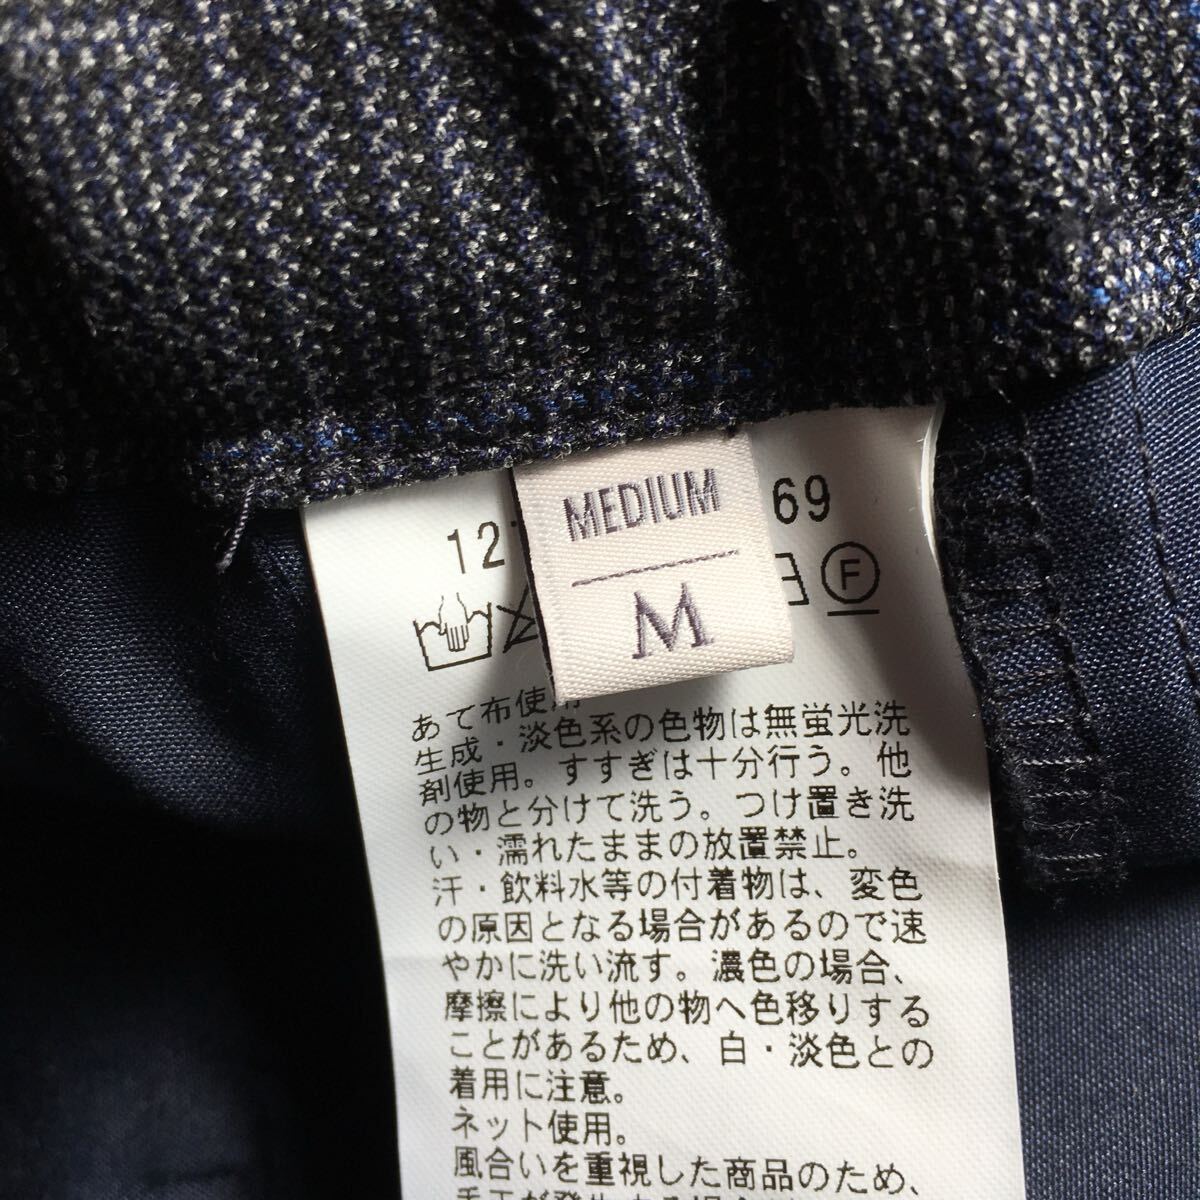 MEDIUM
M
12
69
F
あて布使用
生成・淡色系の色物は無蛍光洗
剤使用。すすぎは十分行う。他
の物と分けて洗う。つけ置き洗
い・濡れたままの放置禁止。
汗・飲料水等の付着物は、変色
の原因となる場合があるので速
やかに洗い流す。濃色の場合、
摩擦により他の物へ色移りする
ことがあるため、白・淡色との
着用に注意。
ネット使用。
風合いを重視した商品のため、